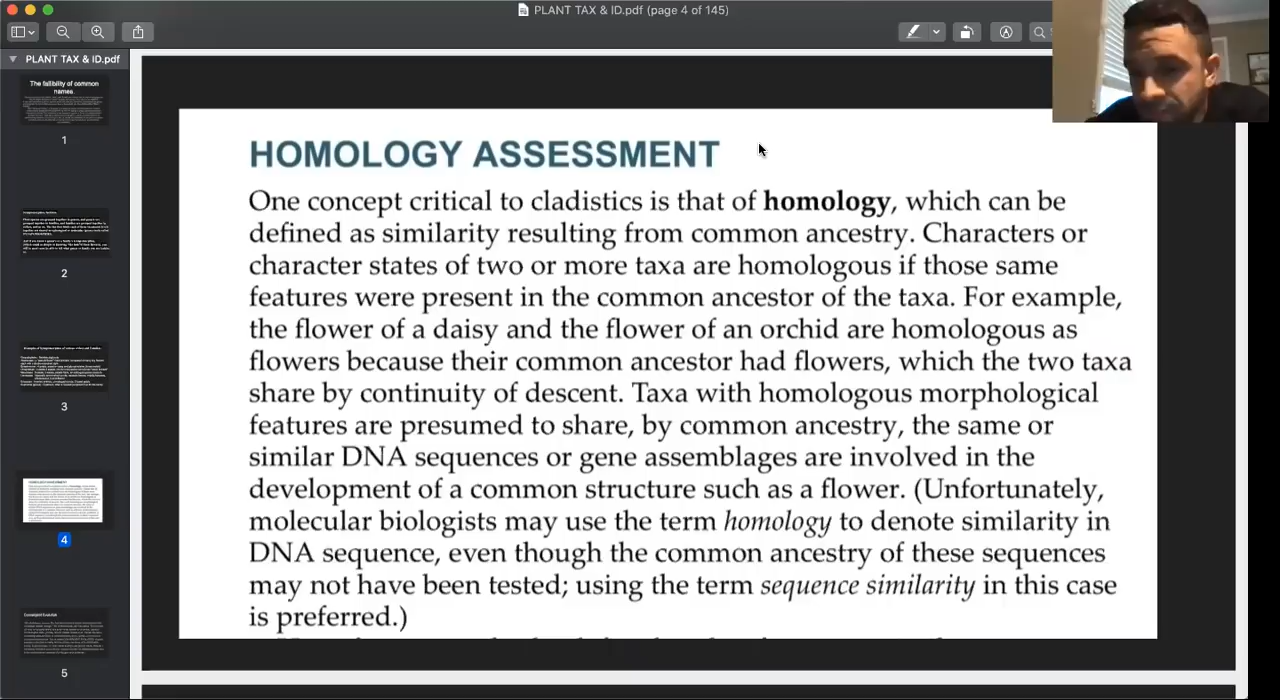 PLANT TAX & ID.pdf (page 4 of 145)
PLANT TAX & ID.pdf
The fallibility of common
names.
1
2
3
4
5
HOMOLOGY ASSESSMENT
One concept critical to cladistics is that of homology, which can be
defined as similarity resulting from common ancestry. Characters or
character states of two or more taxa are homologous if those same
features were present in the common ancestor of the taxa. For example,
the flower of a daisy and the flower of an orchid are homologous as
flowers because their common ancestor had flowers, which the two taxa
share by continuity of descent. Taxa with homologous morphological
features are presumed to share, by common ancestry, the same or
similar DNA sequences or gene assemblages are involved in the
development of a common structure such as a flower. (Unfortunately,
molecular biologists may use the term homology to denote similarity in
DNA sequence, even though the common ancestry of these sequences
may not have been tested; using the term sequence similarity in this case
is preferred.)